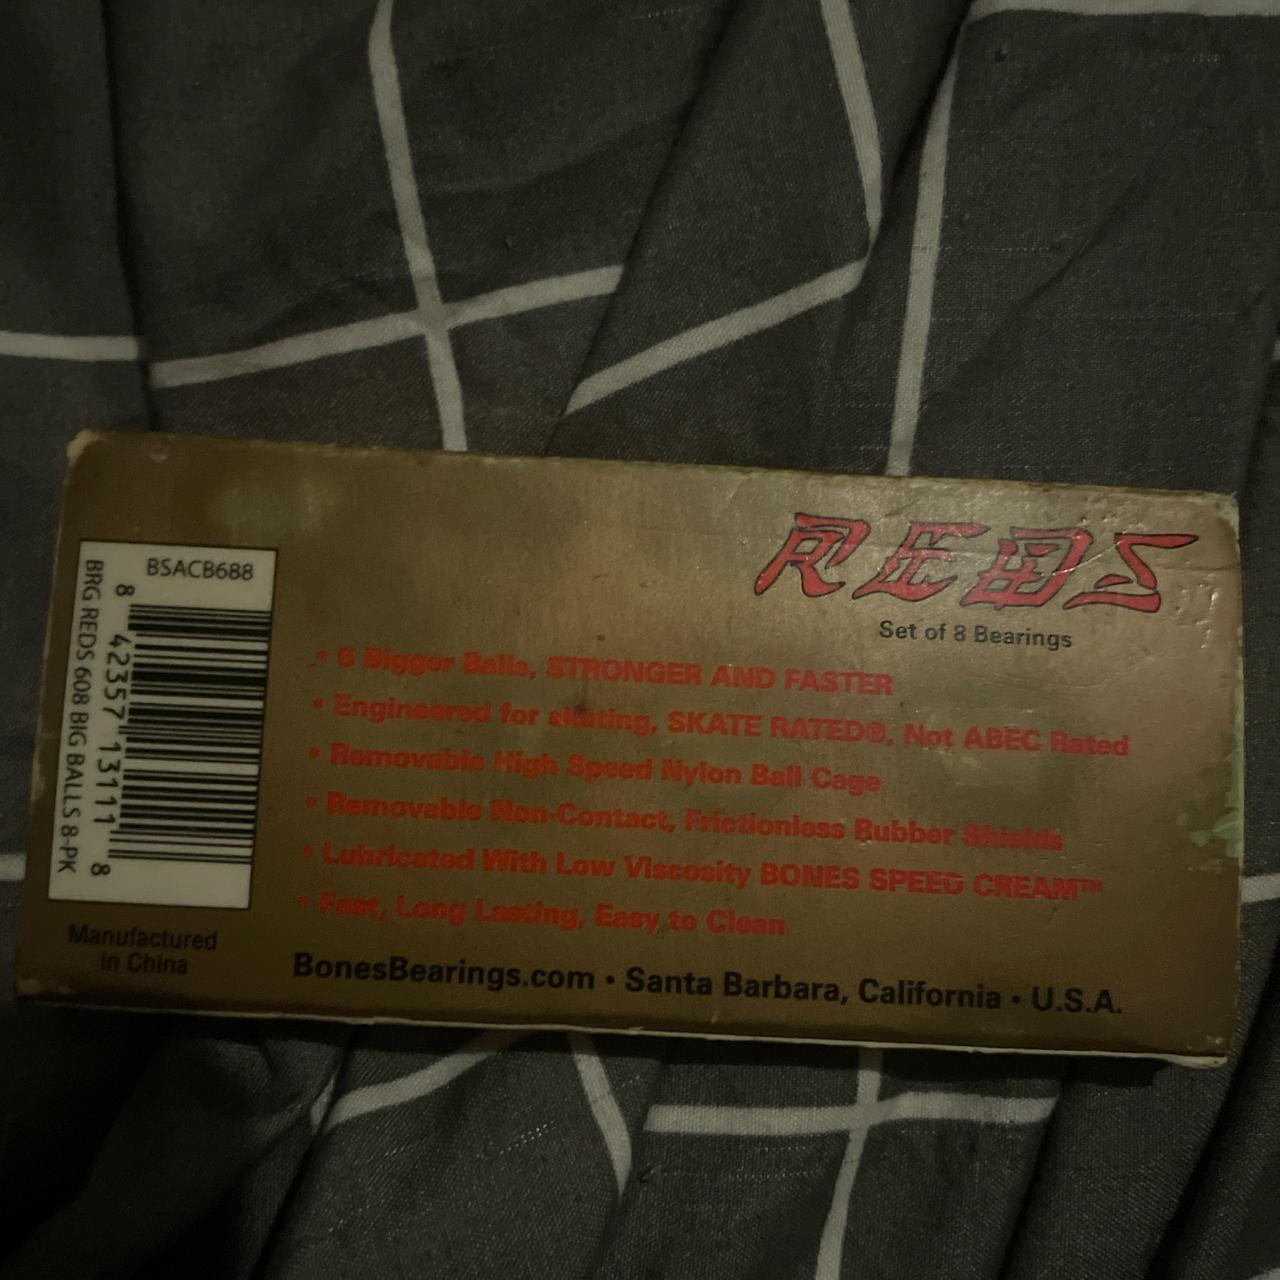 REDS
Set of 8 Bearings
BSACB688
BRG REDS 608 BIG BALLS 8-PK
8 42357 13111 8
• 6 Bigger Balls, STRONGER AND FASTER
• Engineered for skating, SKATE RATED®, Not ABEC Rated
• Removable High Speed Nylon Ball Cage
• Removable Non-Contact, Frictionless Rubber Shields
• Lubricated With Low Viscosity BONES SPEED CREAM™
• Fast, Long Lasting, Easy to Clean
Manufactured
in China
BonesBearings.com • Santa Barbara, California • U.S.A.